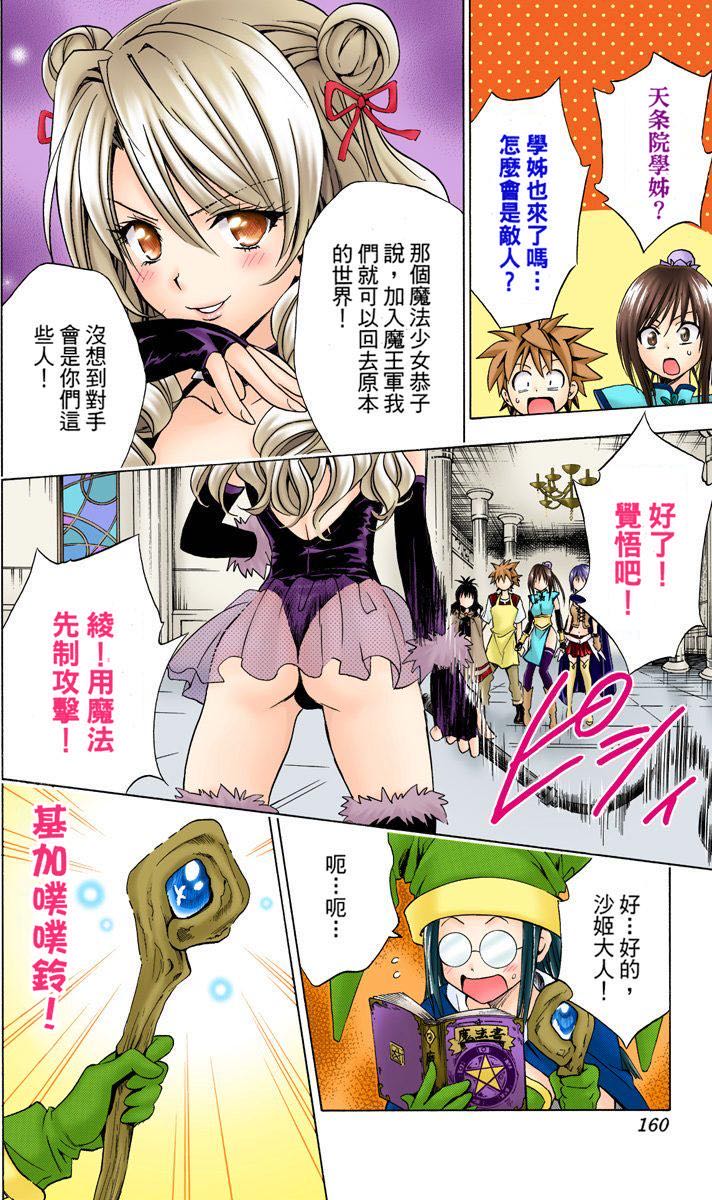 天条院學姊?
學姊也來了嗎…
怎麼會是敵人?
那個魔法少女恭子
說,加入魔王軍我
們就可以回去原本
的世界!
沒想到對手
會是你們這
些人!
好了!
覺悟吧!
ピシィ
綾!用魔法
先制攻擊!
好…好的,
沙姬大人!
呃…呃…
魔法書
基加噗噗鈴!
160